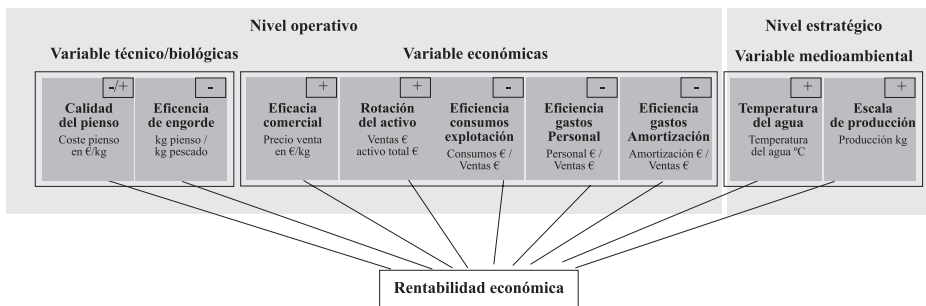 Nivel operativo
Nivel estratégico
Variable técnico/biológicas
Variable económicas
Variable medioambiental
-/+
Calidad
del pienso
Coste pienso
en €/kg
-
Eficencia
de engorde
kg pienso /
kg pescado
+
Eficacia
comercial
Precio venta
en €/kg
+
Rotación
del activo
Ventas €
activo total €
-
Eficiencia
consumos
explotación
Consumos € /
Ventas €
-
Eficiencia
gastos
Personal
Personal € /
Ventas €
-
Eficiencia
gastos
Amortización
Amortización € /
Ventas €
+
Temperatura
del agua
Temperatura
del agua ºC
+
Escala
de producción
Producción kg
Rentabilidad económica